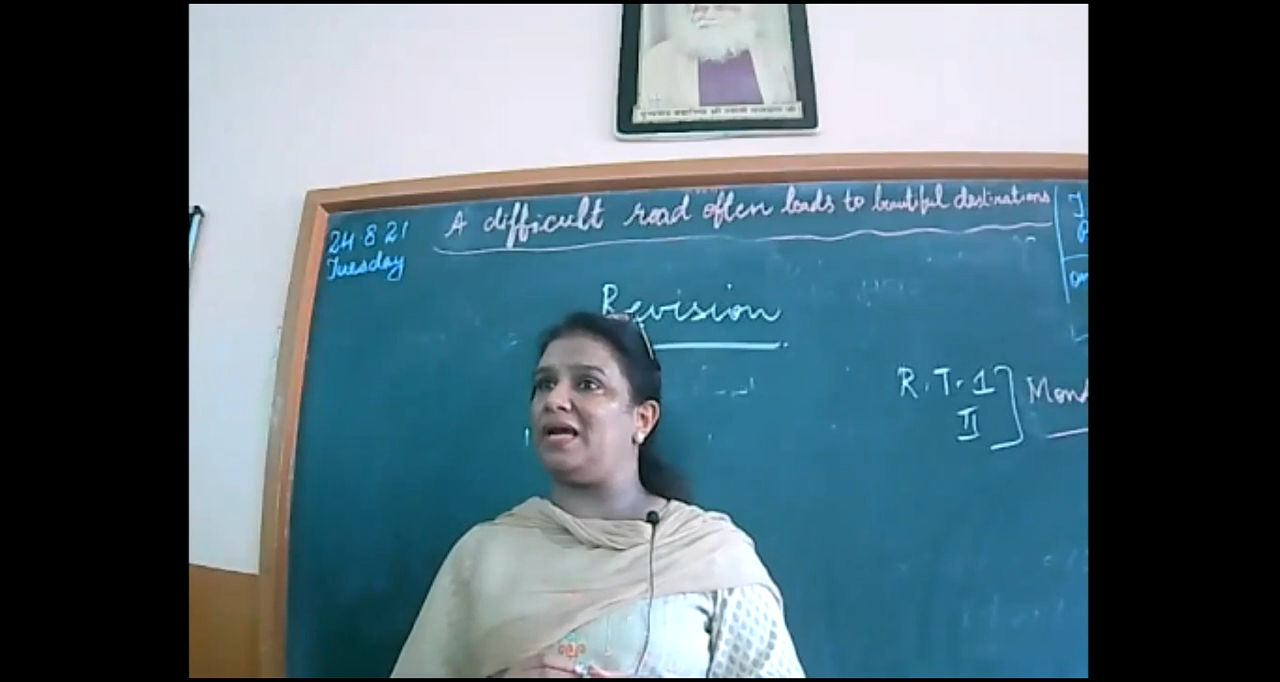 A difficult road often leads to beautiful destinations
24 8 21
Tuesday
Revision
R.T.1
II